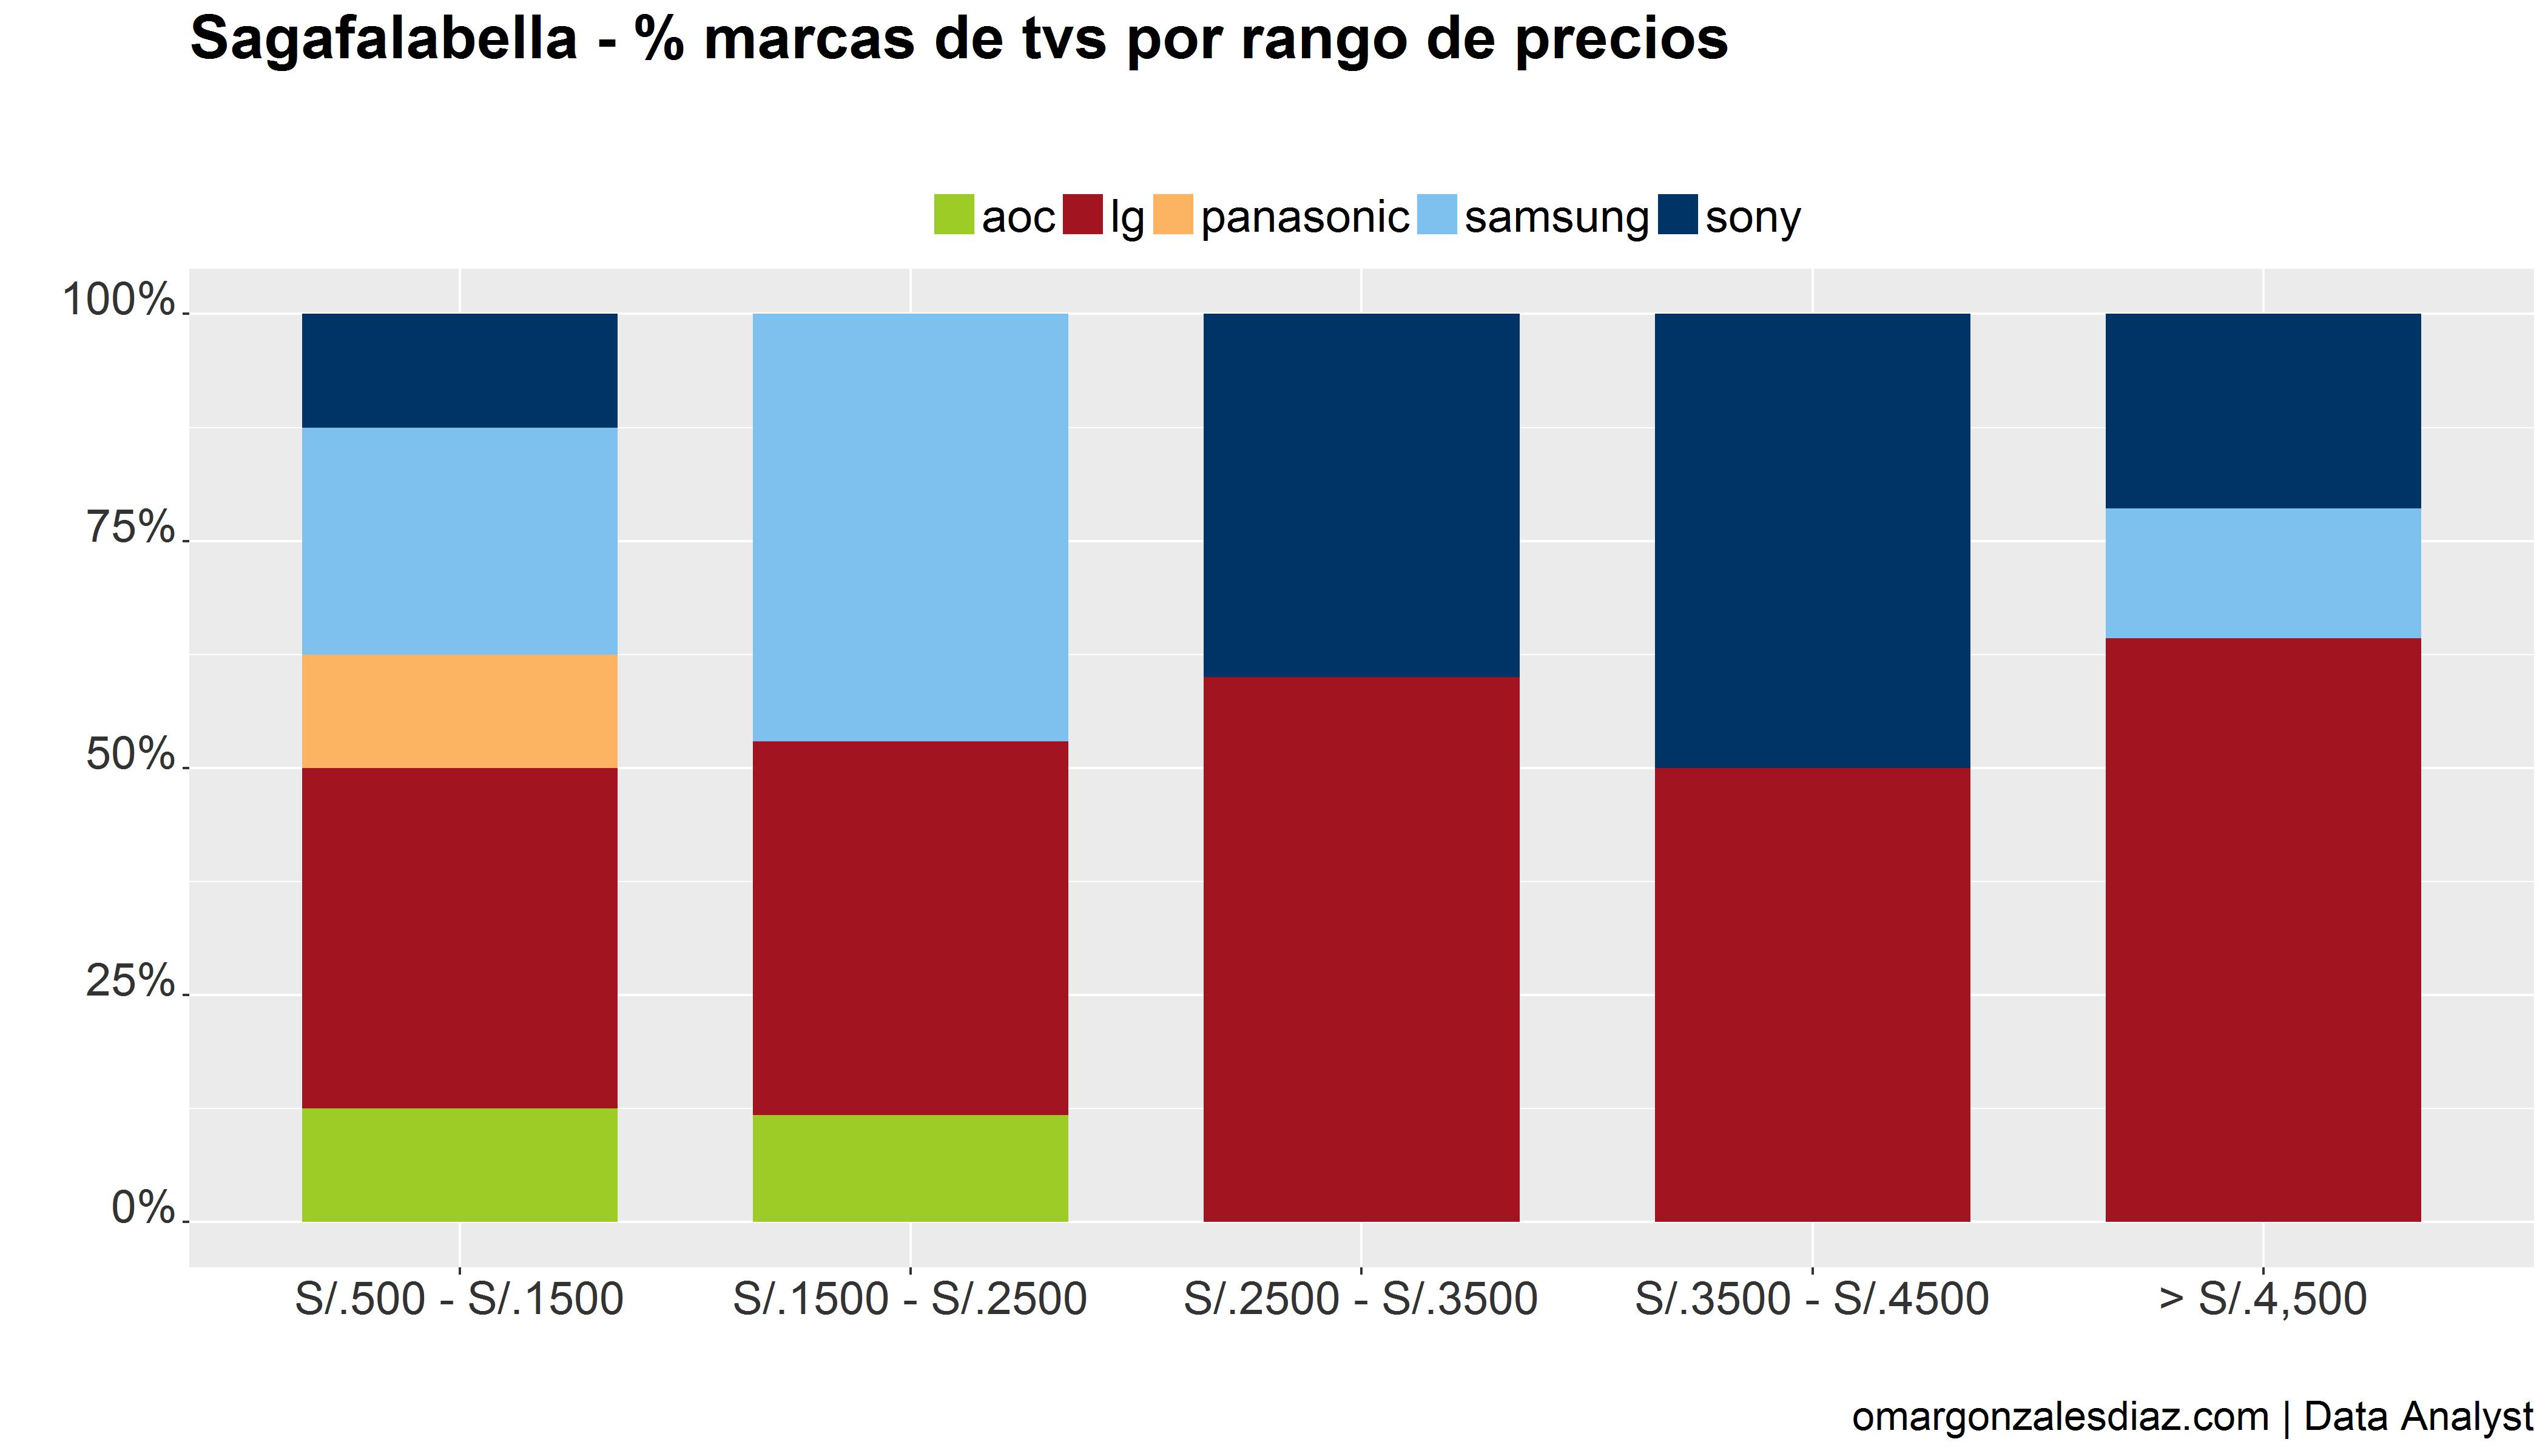 Sagafalabella - % marcas de tvs por rango de precios
aoc lg panasonic samsung sony
100%
75%
50%
25%
0%
S/.500 - S/.1500 S/.1500 - S/.2500 S/.2500 - S/.3500 S/.3500 - S/.4500 > S/.4,500
omargonzalesdiaz.com | Data Analyst